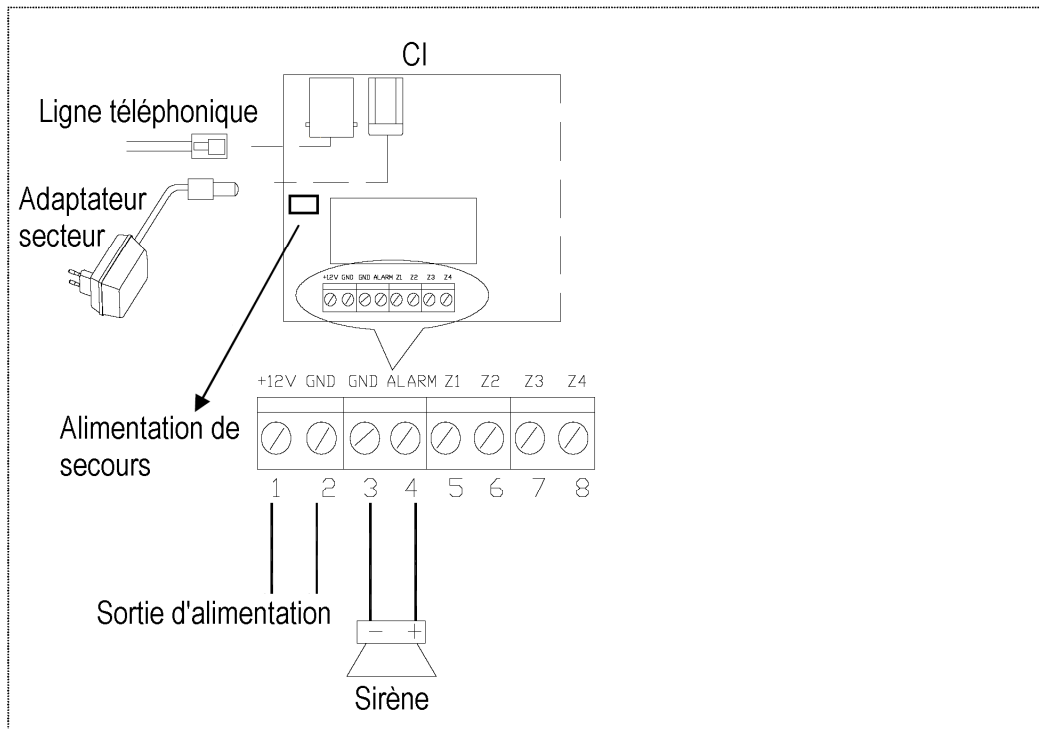 CI
Ligne téléphonique
Adaptateur
secteur
+12V GND GND ALARM Z1 Z2 Z3 Z4
+12V GND GND ALARM Z1 Z2 Z3 Z4
Alimentation de
secours
1 2 3 4 5 6 7 8
Sortie d'alimentation
- +
Sirène